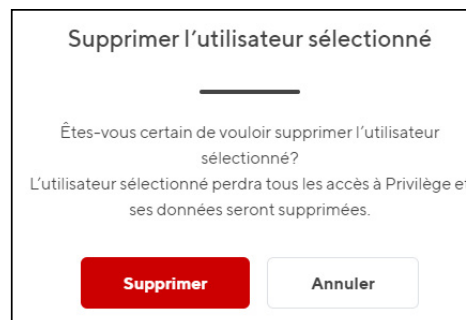 Supprimer l'utilisateur sélectionné
Êtes-vous certain de vouloir supprimer l'utilisateur
sélectionné?
L'utilisateur sélectionné perdra tous les accès à Privilège et
ses données seront supprimées.
Supprimer
Annuler